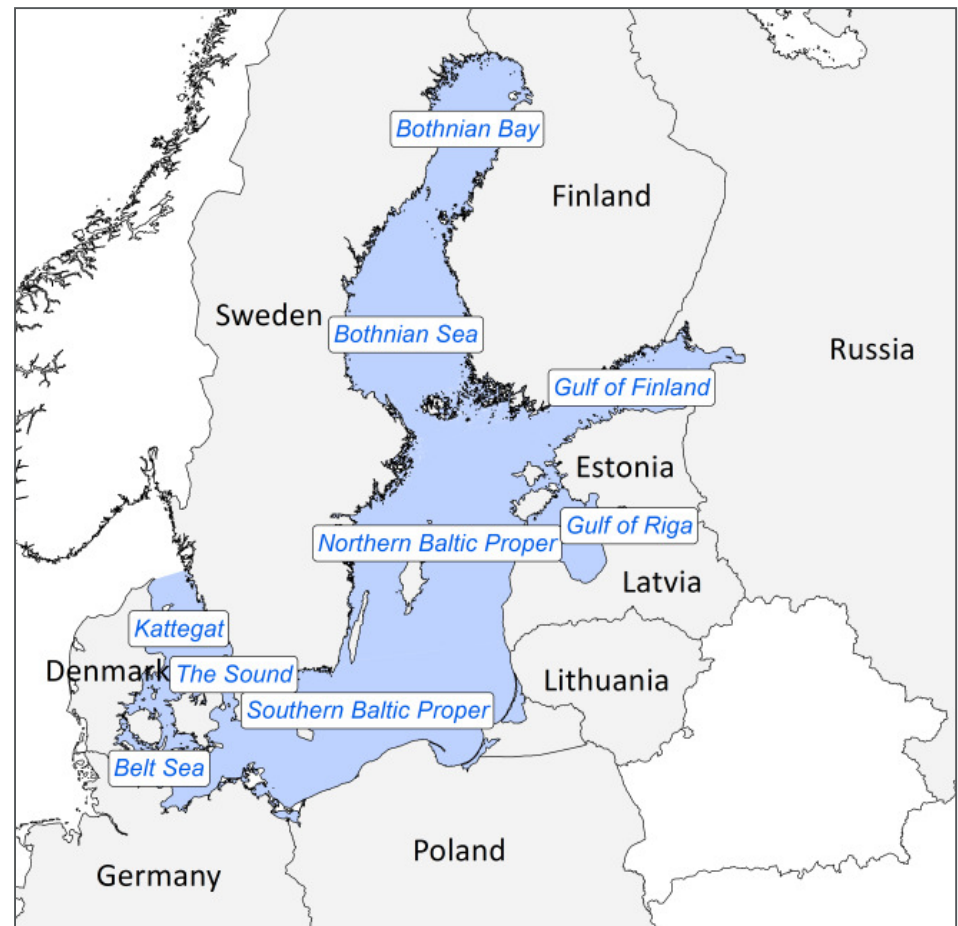 Bothnian Bay
Finland
Sweden
Bothnian Sea
Russia
Gulf of Finland
Estonia
Gulf of Riga
Northern Baltic Proper
Latvia
Kattegat
Denmark
The Sound
Lithuania
Southern Baltic Proper
Belt Sea
Poland
Germany